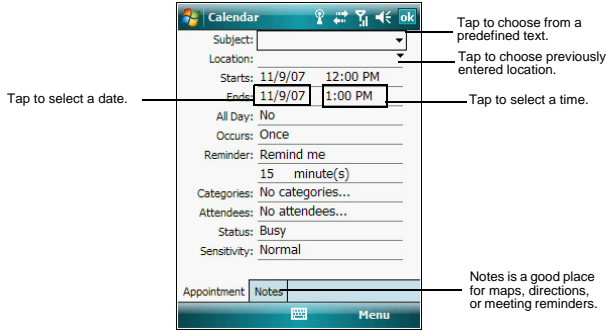 Calendar
ok
Subject:
Tap to choose from a
predefined text.
Location:
Tap to choose previously
entered location.
Starts: 11/9/07 12:00 PM
Tap to select a date.
Ends: 11/9/07 1:00 PM
Tap to select a time.
All Day: No
Occurs: Once
Reminder: Remind me
15 minute(s)
Categories: No categories...
Attendees: No attendees...
Status: Busy
Sensitivity: Normal
Appointment Notes
Notes is a good place
for maps, directions,
or meeting reminders.
Menu